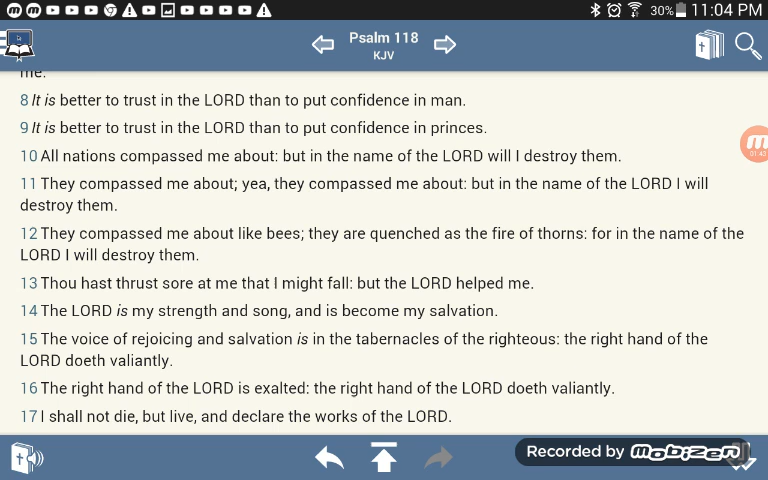 30% 11:04 PM
Psalm 118
KJV
me.
8 It is better to trust in the LORD than to put confidence in man.
9 It is better to trust in the LORD than to put confidence in princes.
10 All nations compassed me about: but in the name of the LORD will I destroy them.
11 They compassed me about; yea, they compassed me about: but in the name of the LORD I will
destroy them.
12 They compassed me about like bees; they are quenched as the fire of thorns: for in the name of the
LORD I will destroy them.
13 Thou hast thrust sore at me that I might fall: but the LORD helped me.
14 The LORD is my strength and song, and is become my salvation.
15 The voice of rejoicing and salvation is in the tabernacles of the righteous: the right hand of the
LORD doeth valiantly.
16 The right hand of the LORD is exalted: the right hand of the LORD doeth valiantly.
17 I shall not die, but live, and declare the works of the LORD.
Recorded by mobizen